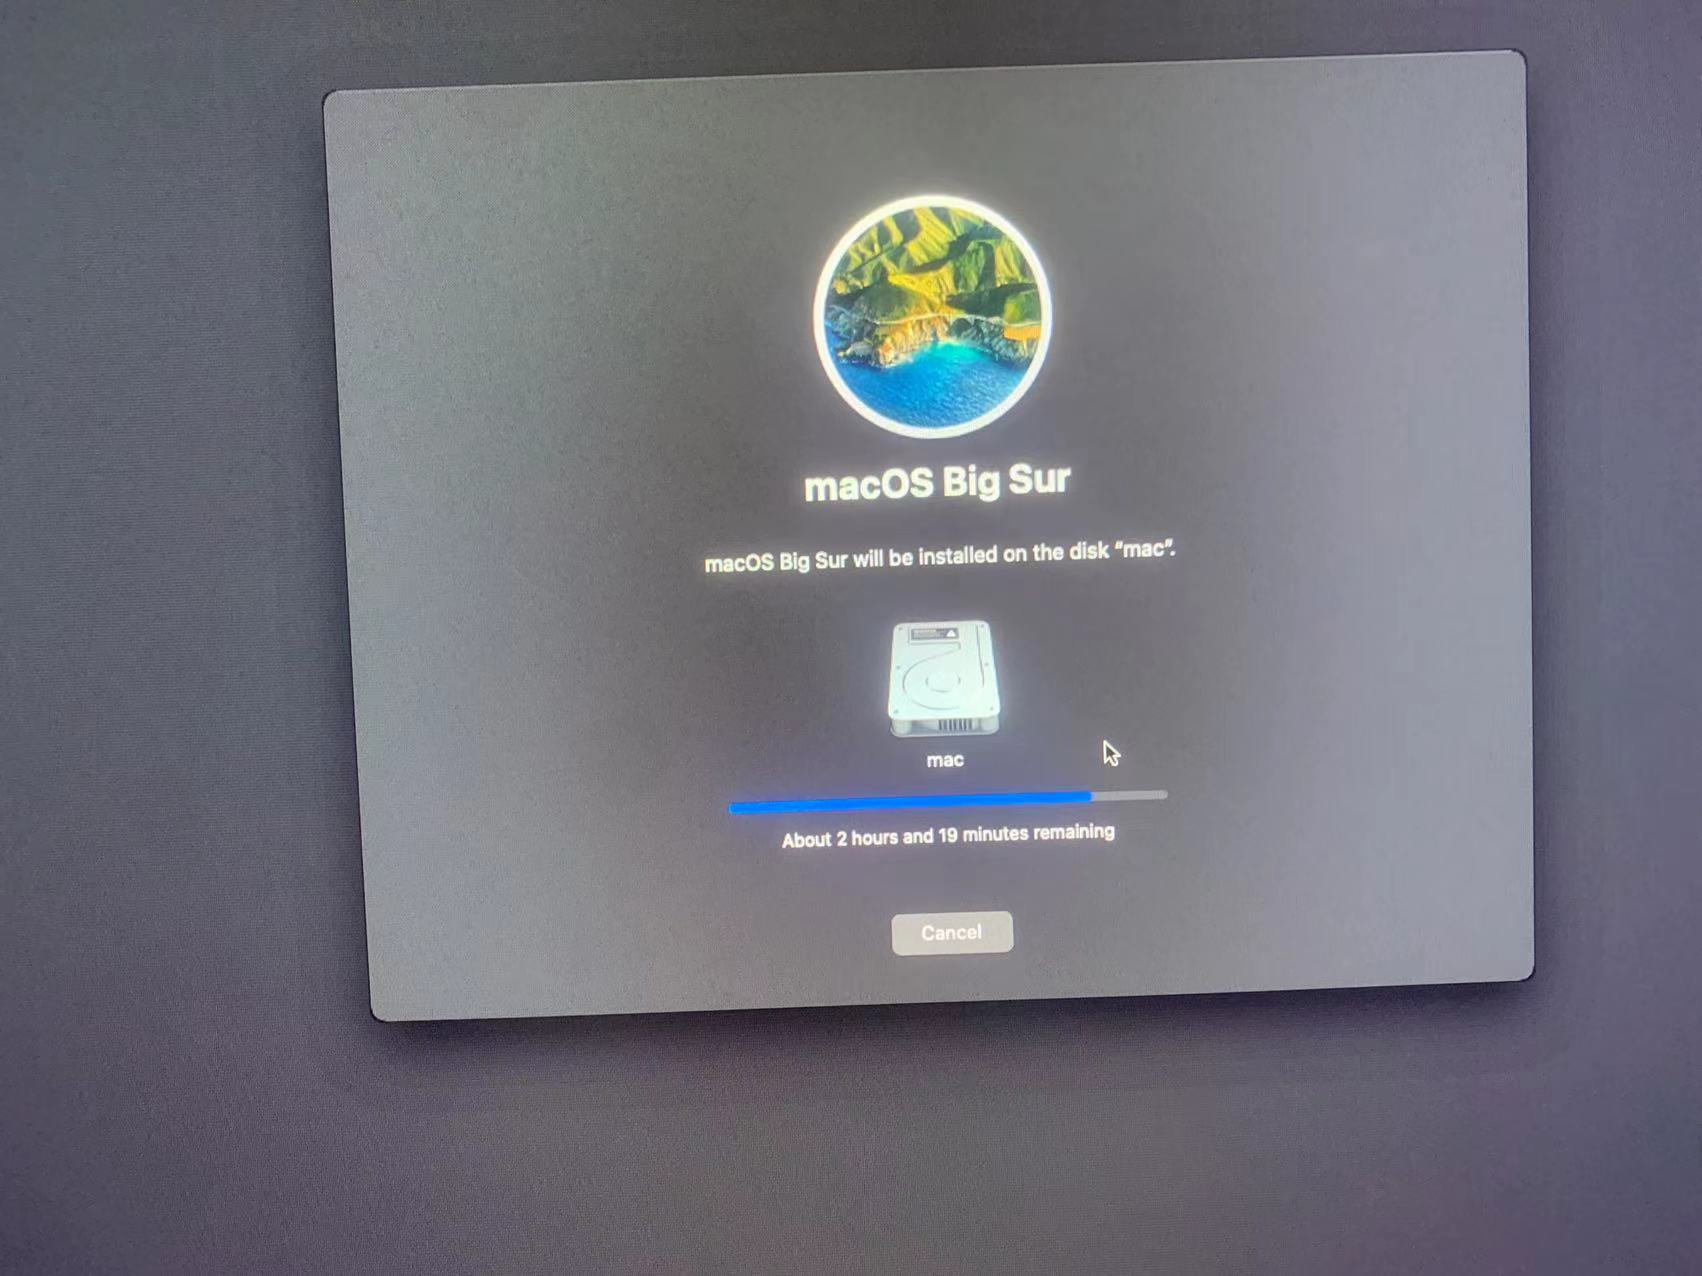 macOS Big Sur
macOS Big Sur will be installed on the disk “mac”.
mac
About 2 hours and 19 minutes remaining
Cancel